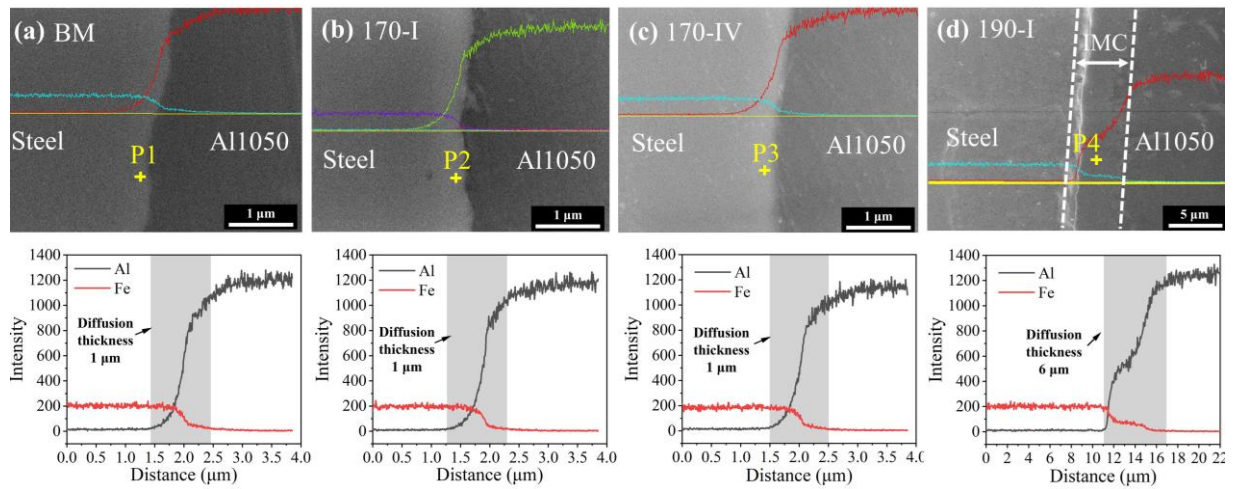 (a) BM
Steel
Al1050
P1
1 μm
(b) 170-I
Steel
Al1050
P2
1 μm
(c) 170-IV
Steel
Al1050
P3
1 μm
(d) 190-I
IMC
Steel
Al1050
P4
5 μm
1400
1200
1000
800
600
400
200
0
Intensity
Al
Fe
Diffusion
thickness
1 μm
0.0 0.5 1.0 1.5 2.0 2.5 3.0 3.5 4.0
Distance (μm)
1400
1200
1000
800
600
400
200
0
Intensity
Al
Fe
Diffusion
thickness
1 μm
0.0 0.5 1.0 1.5 2.0 2.5 3.0 3.5 4.0
Distance (μm)
1400
1200
1000
800
600
400
200
0
Intensity
Al
Fe
Diffusion
thickness
1 μm
0.0 0.5 1.0 1.5 2.0 2.5 3.0 3.5 4.0
Distance (μm)
1400
1200
1000
800
600
400
200
0
Intensity
Al
Fe
Diffusion
thickness
6 μm
0 2 4 6 8 10 12 14 16 18 20 22
Distance (μm)